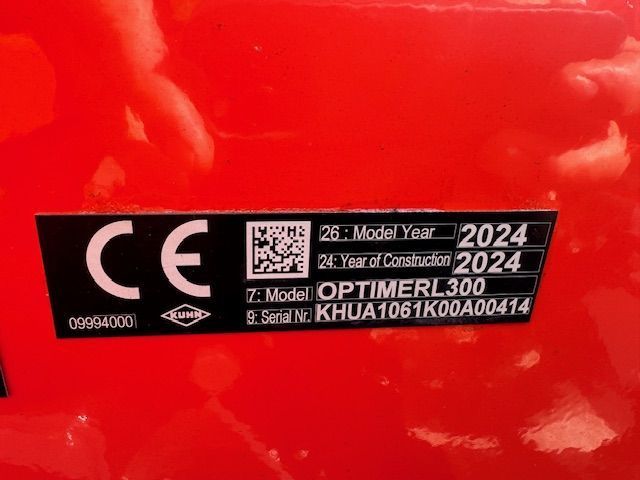 CE
26 : Model Year 2024
24: Year of Construction 2024
7: Model OPTIMERL300
9: Serial Nr. KHUA1061K00A00414
09994000
KUHN